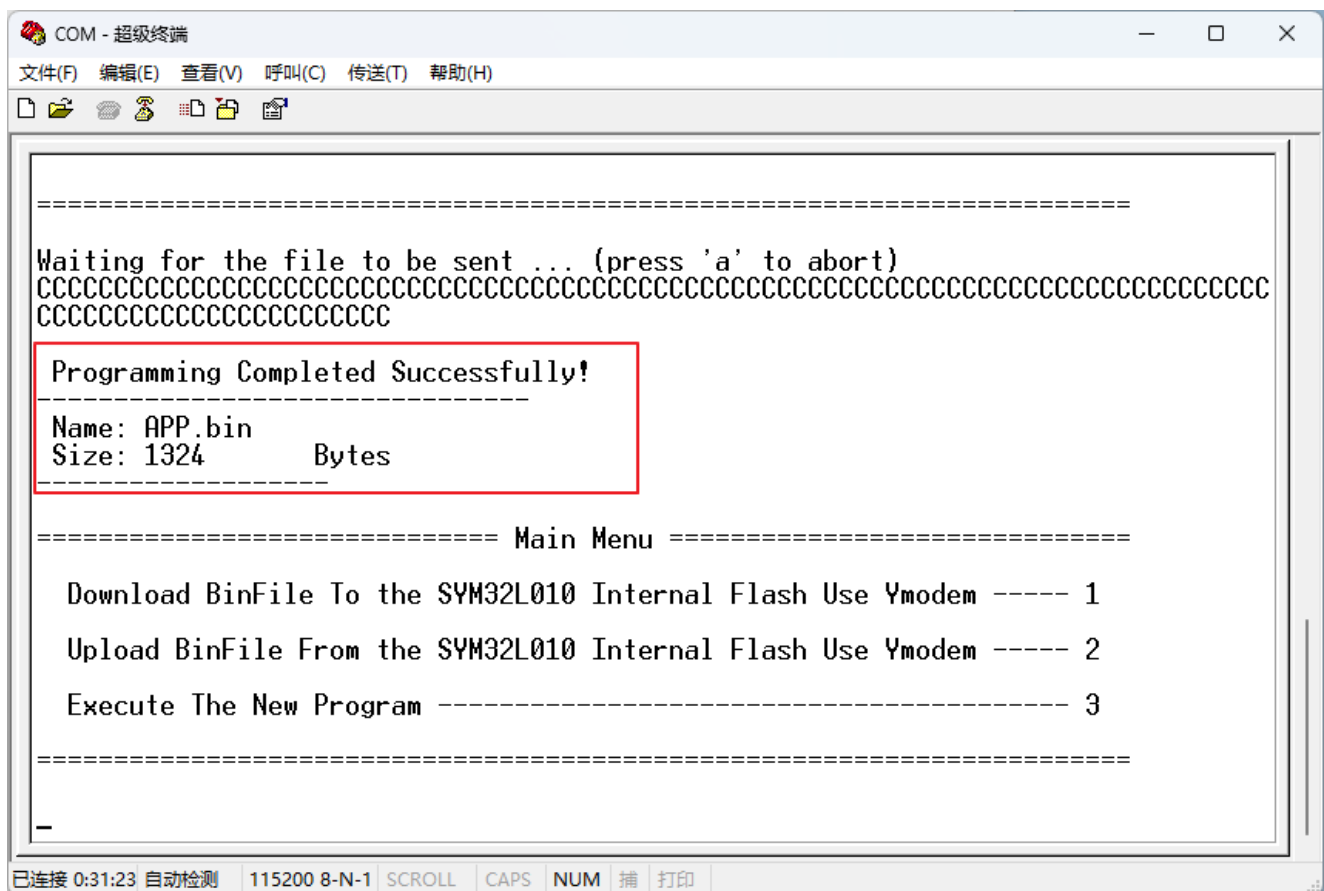 COM - 超级终端
文件(F) 编辑(E) 查看(V) 呼叫(C) 传送(T) 帮助(H)
======================================================================
Waiting for the file to be sent ... (press 'a' to abort)
CCCCCCCCCCCCCCCCCCCCCCCCCCCCCCCCCCCCCCCCCCCCCCCCCCCCCCCCCCCCCCCCCCCCCCCCCCCCCCCC
CCCCCCCCCCCCCCCCCCCCCCC
Programming Completed Successfully!
--------------------------------
Name: APP.bin
Size: 1324 Bytes
-------------------
============================== Main Menu ==============================
Download BinFile To the SYM32L010 Internal Flash Use Ymodem ----- 1
Upload BinFile From the SYM32L010 Internal Flash Use Ymodem ----- 2
Execute The New Program ----------------------------------------- 3
======================================================================
_
已连接 0:31:23 自动检测 115200 8-N-1 SCROLL CAPS NUM 捕 打印